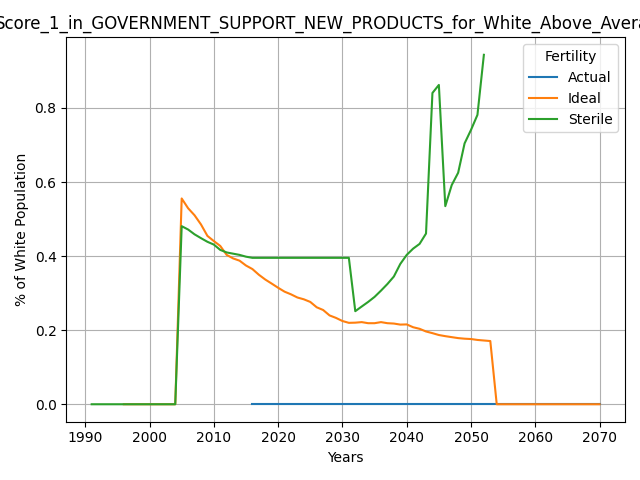 Score_1_in_GOVERNMENT_SUPPORT_NEW_PRODUCTS_for_White_Above_Avera
Fertility
Actual
Ideal
Sterile
% of White Population
0.8
0.6
0.4
0.2
0.0
1990 2000 2010 2020 2030 2040 2050 2060 2070
Years